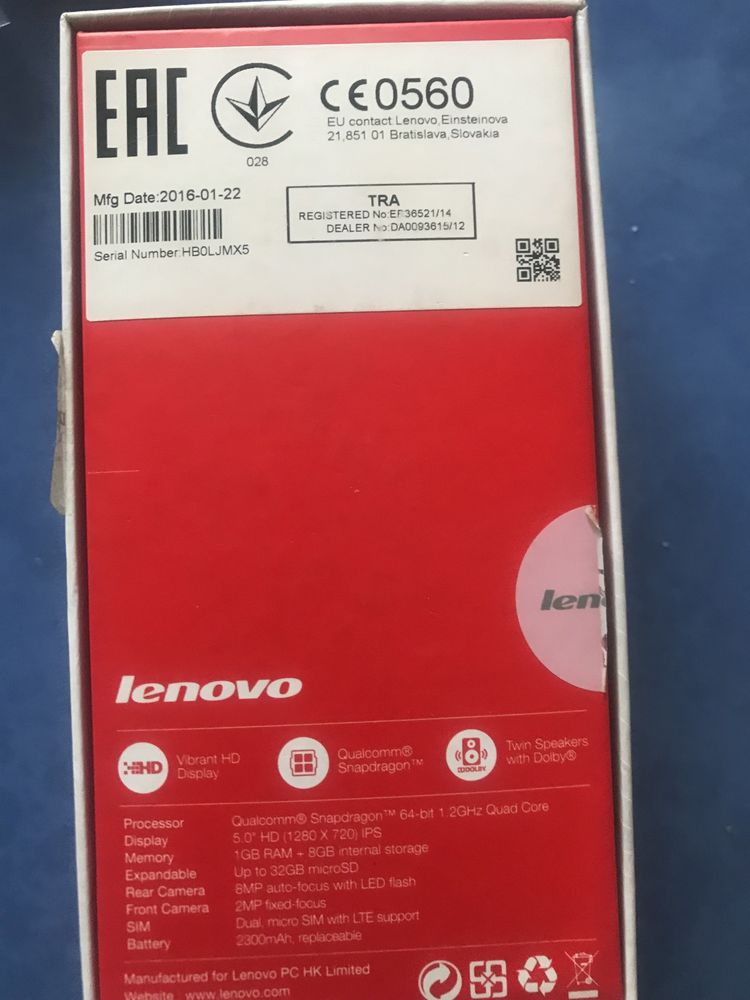 EAC
028
CE0560
EU contact Lenovo, Einsteinova
21,851 01 Bratislava, Slovakia
Mfg Date:2016-01-22
Serial Number:HB0LJMX5
TRA
REGISTERED No:ER36521/14
DEALER No:DA0093615/12
leno
lenovo
HD
Vibrant HD
Display
Qualcomm®
Snapdragon™
DOLBY
Twin Speakers
with Dolby®
Processor Qualcomm® Snapdragon™ 64-bit 1.2GHz Quad Core
Display 5.0" HD (1280 X 720) IPS
Memory 1GB RAM + 8GB internal storage
Expandable Up to 32GB microSD
Rear Camera 8MP auto-focus with LED flash
Front Camera 2MP fixed-focus
SIM Dual, micro SIM with LTE support
Battery 2300mAh, replaceable
Manufactured for Lenovo PC HK Limited
Website : www.lenovo.com